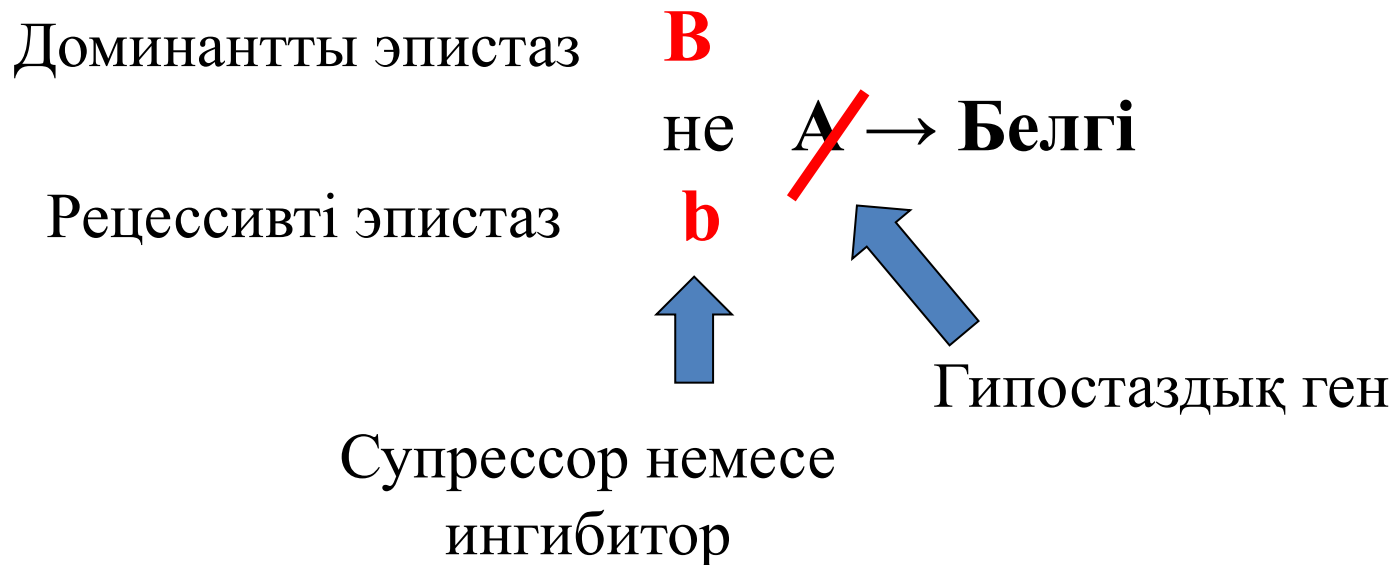 Доминантты эпистаз B
не A → Белгі
Рецессивті эпистаз b
Гипостаздық ген
Супрессор немесе
ингибитор